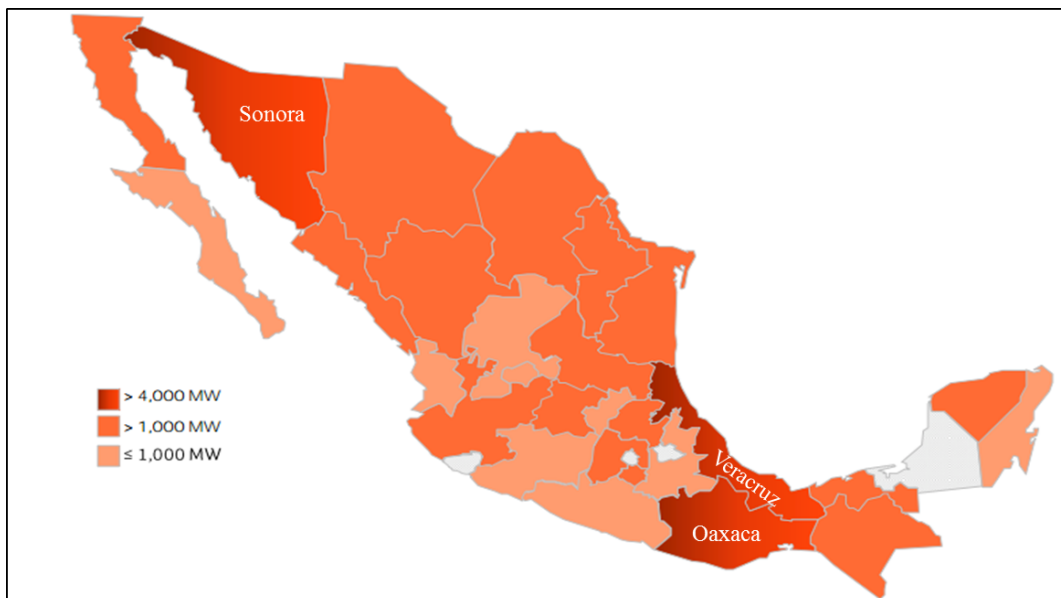 Sonora
> 4,000 MW
> 1,000 MW
≤ 1,000 MW
Veracruz
Oaxaca